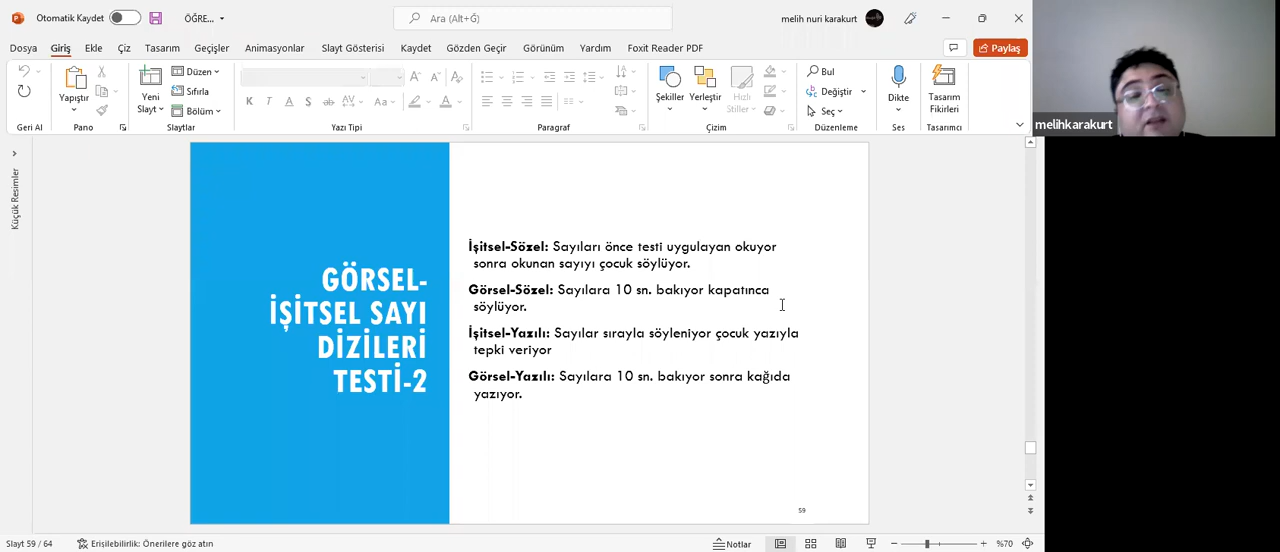 Otomatik Kaydet
ÖĞRE...
Ara (Alt+Ğ)
melih nuri karakurt
Dosya Giriş Ekle Çiz Tasarım Geçişler Animasyonlar Slayt Gösterisi Kaydet Gözden Geçir Görünüm Yardım Foxit Reader PDF
Paylaş
Yapıştır
Yeni
Slayt
Düzen
Sıfırla
Bölüm
K T A S ab AV Aa A
Şekiller
Yerleştir
Hızlı
Stiller
Bul
Değiştir
Seç
Dikte
Tasarım
Fikirleri
Geri Al Pano Slaytlar Yazı Tipi Paragraf Çizim Düzenleme Ses Tasarımcı
melihkarakurt
Küçük Resimler
GÖRSEL-
İŞİTSEL SAYI
DİZİLERİ
TESTİ-2
İşitsel-Sözel: Sayıları önce testi uygulayan okuyor
sonra okunan sayıyı çocuk söylüyor.
Görsel-Sözel: Sayılara 10 sn. bakıyor kapatınca
söylüyor.
İşitsel-Yazılı: Sayılar sırayla söyleniyor çocuk yazıyla
tepki veriyor
Görsel-Yazılı: Sayılara 10 sn. bakıyor sonra kağıda
yazıyor.
59
Slayt 59 / 64
Erişilebilirlik: Önerilere göz atın
Notlar
%70